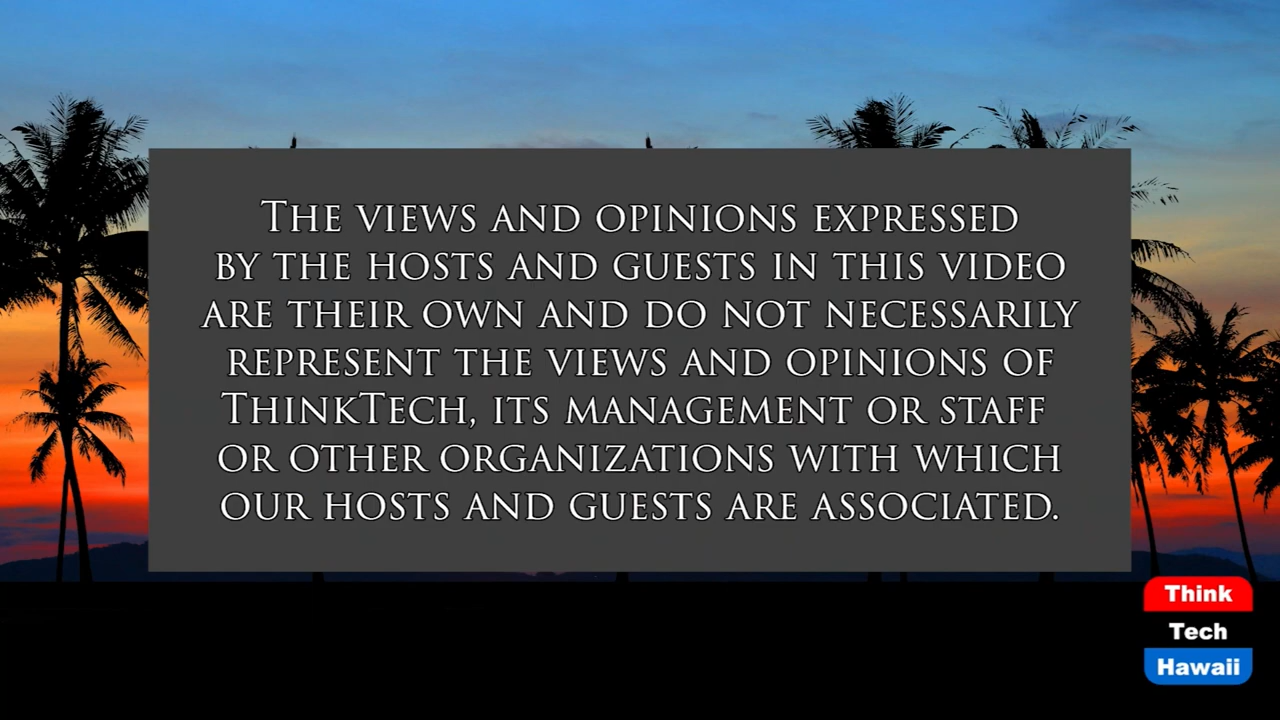 The views and opinions expressed
by the hosts and guests in this video
are their own and do not necessarily
represent the views and opinions of
ThinkTech, its management or staff
or other organizations with which
our hosts and guests are associated.
Think
Tech
Hawaii